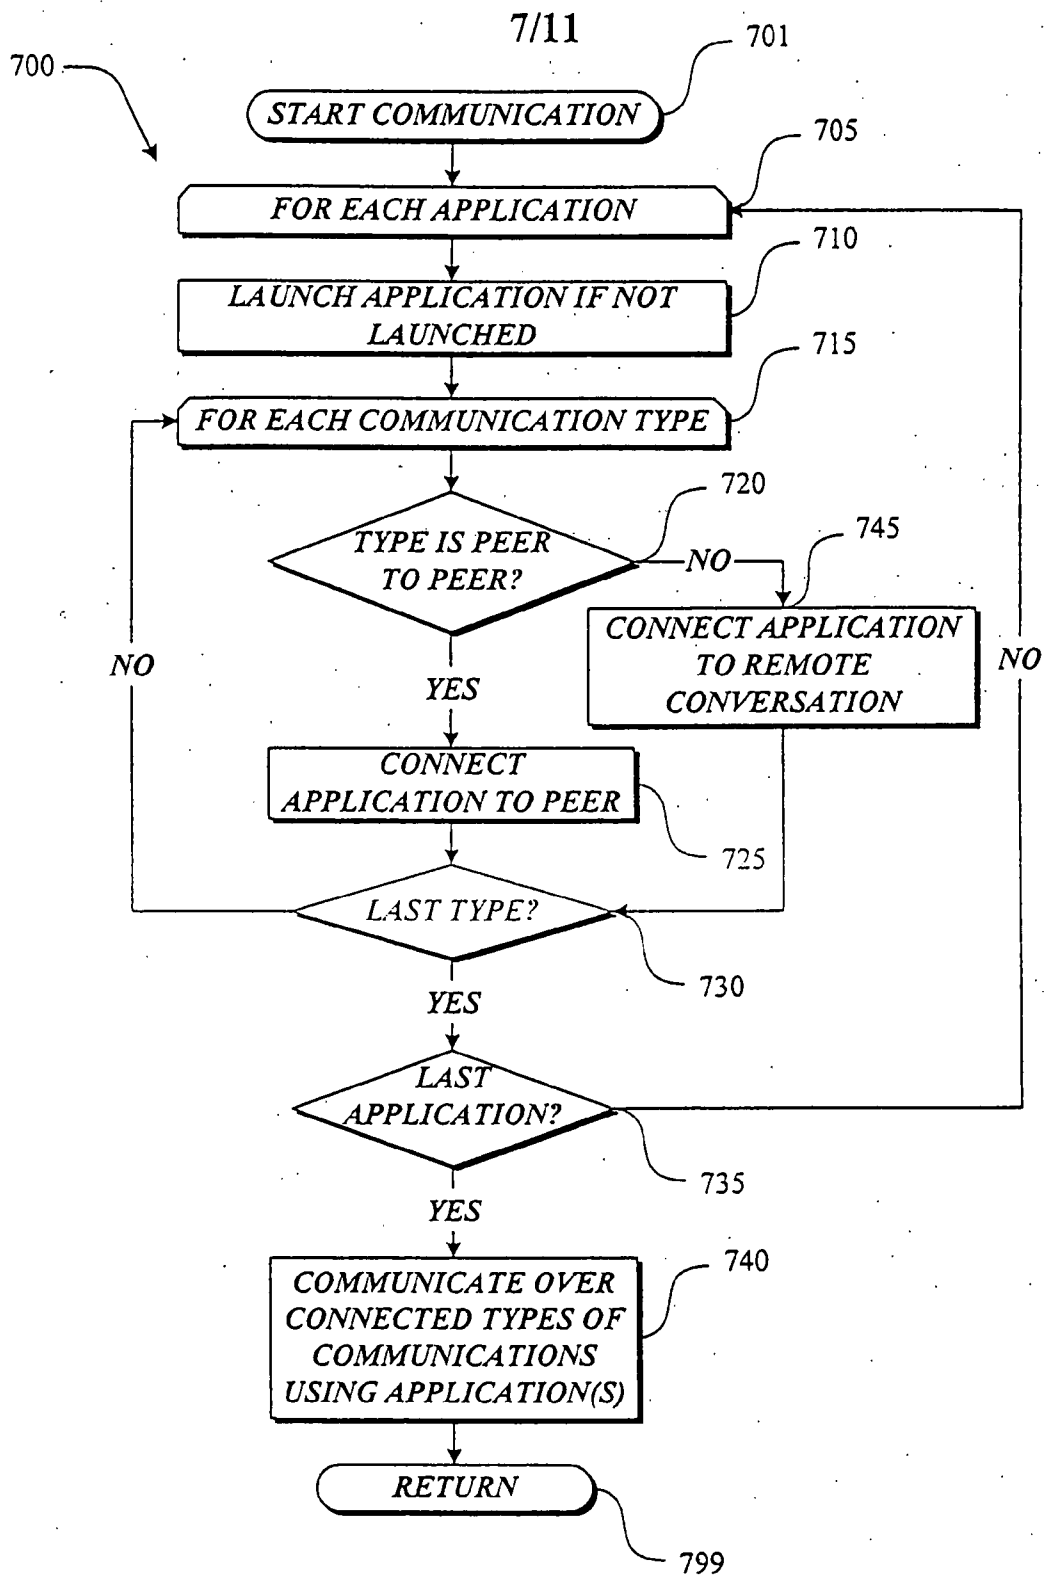 7/11
701
700
START COMMUNICATION
705
FOR EACH APPLICATION
710
LAUNCH APPLICATION IF NOT
LAUNCHED
715
FOR EACH COMMUNICATION TYPE
720
745
TYPE IS PEER
TO PEER?
NO
CONNECT APPLICATION
TO REMOTE
CONVERSATION
NO
NO
YES
CONNECT
APPLICATION TO PEER
725
LAST TYPE?
730
YES
LAST
APPLICATION?
735
YES
740
COMMUNICATE OVER
CONNECTED TYPES OF
COMMUNICATIONS
USING APPLICATION(S)
RETURN
799